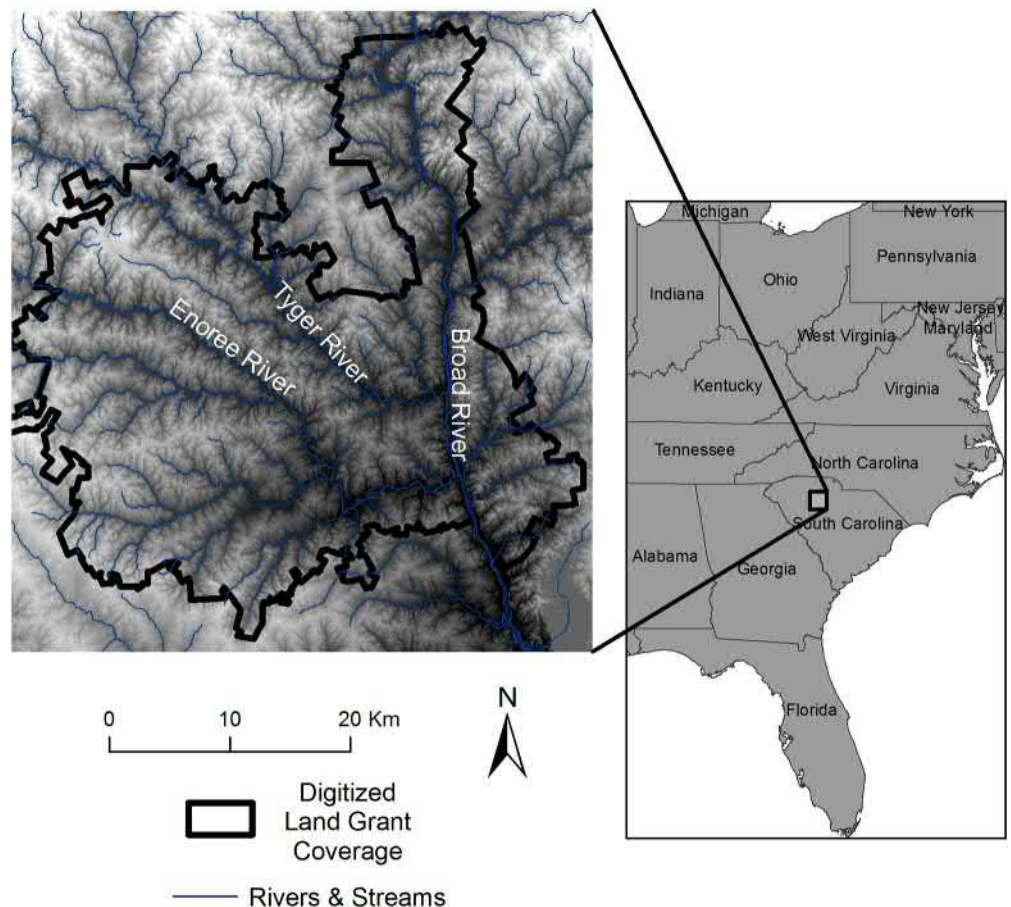 Enoree River
Tyger River
Broad River
0 10 20 Km
N
Digitized
Land Grant
Coverage
Rivers & Streams
Michigan
New York
Pennsylvania
Ohio
Indiana
New Jersey
Maryland
West Virginia
Kentucky
Virginia
Tennessee
North Carolina
South Carolina
Alabama
Georgia
Florida